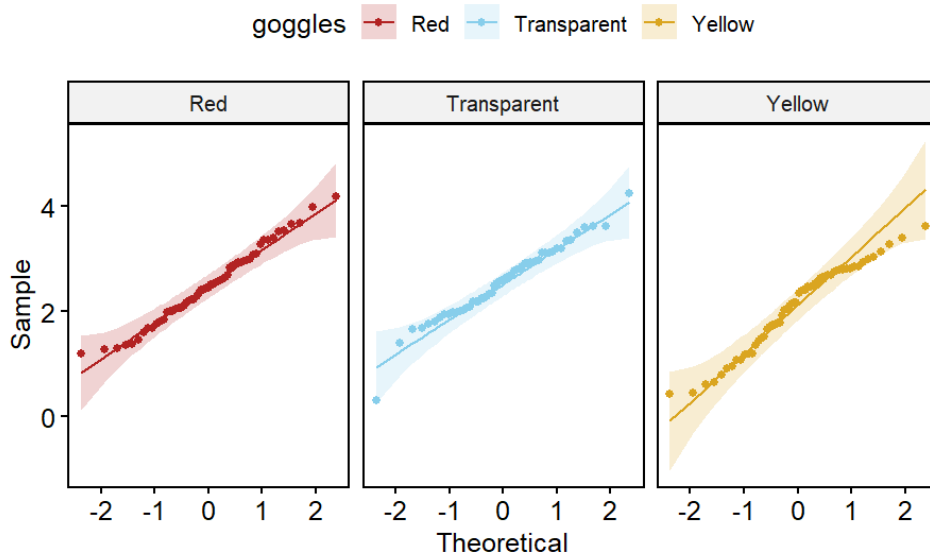 goggles Red Transparent Yellow
Red Transparent Yellow
4
2
0
Sample
-2 -1 0 1 2 -2 -1 0 1 2 -2 -1 0 1 2
Theoretical